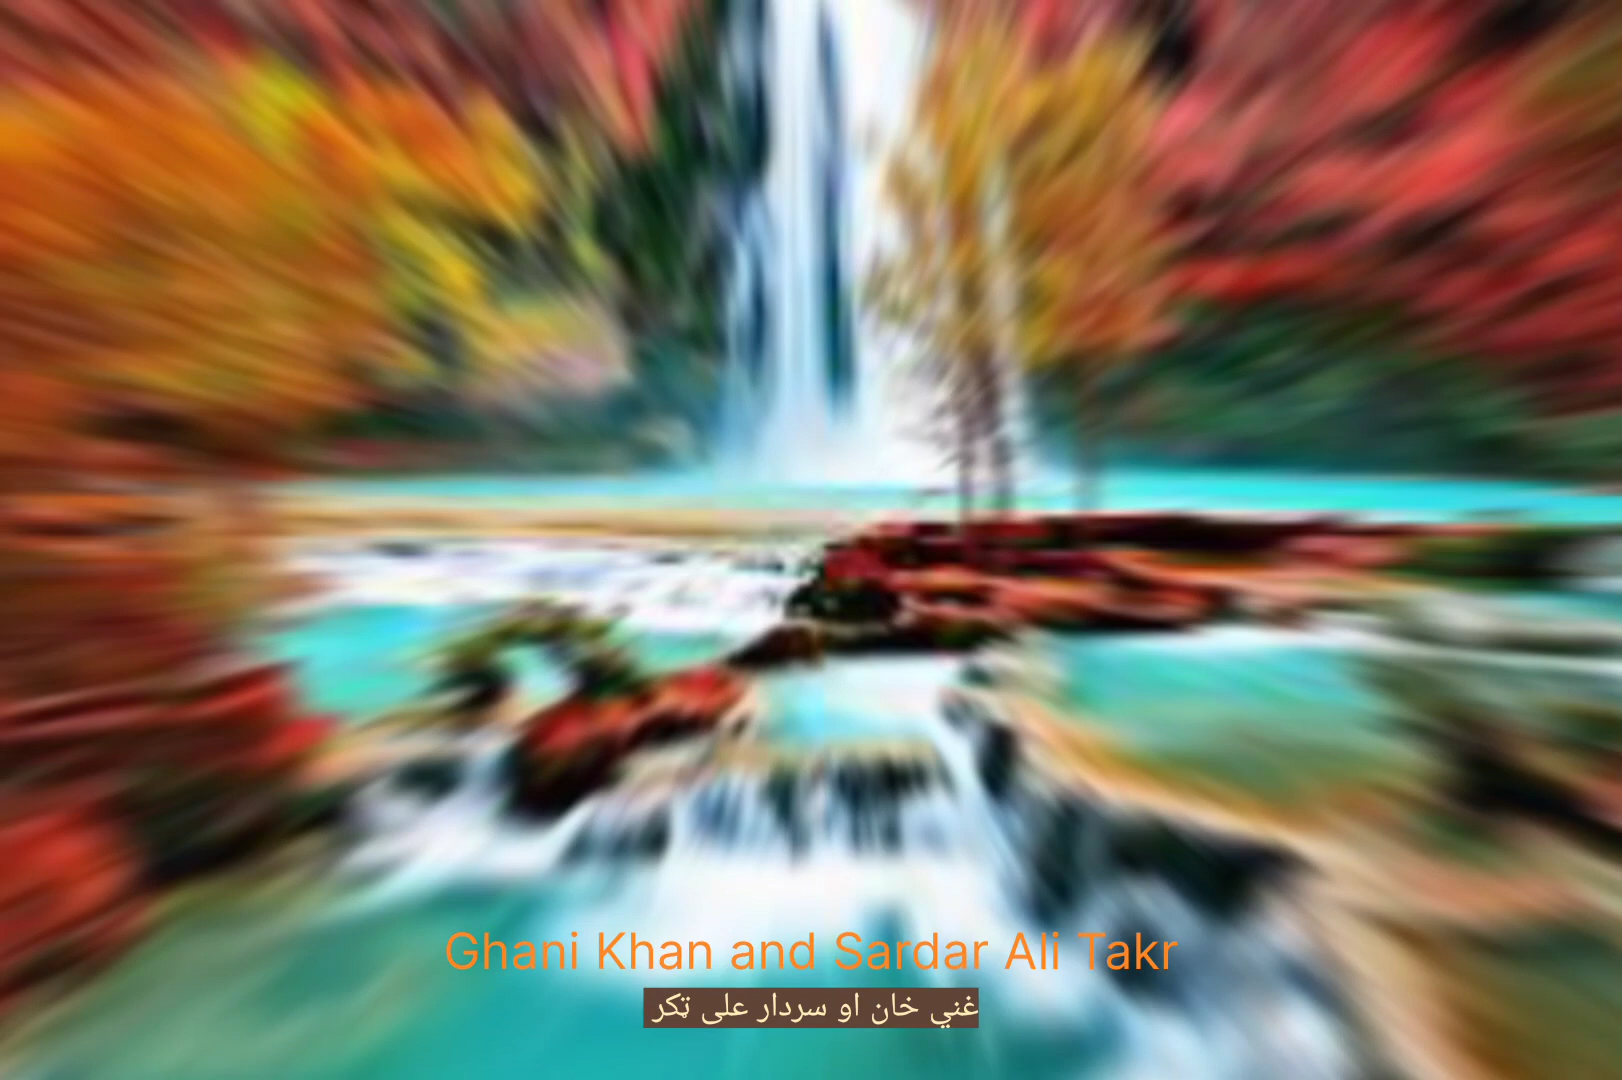 Ghani Khan and Sardar Ali Takr
غني خان او سردار علی ټکر